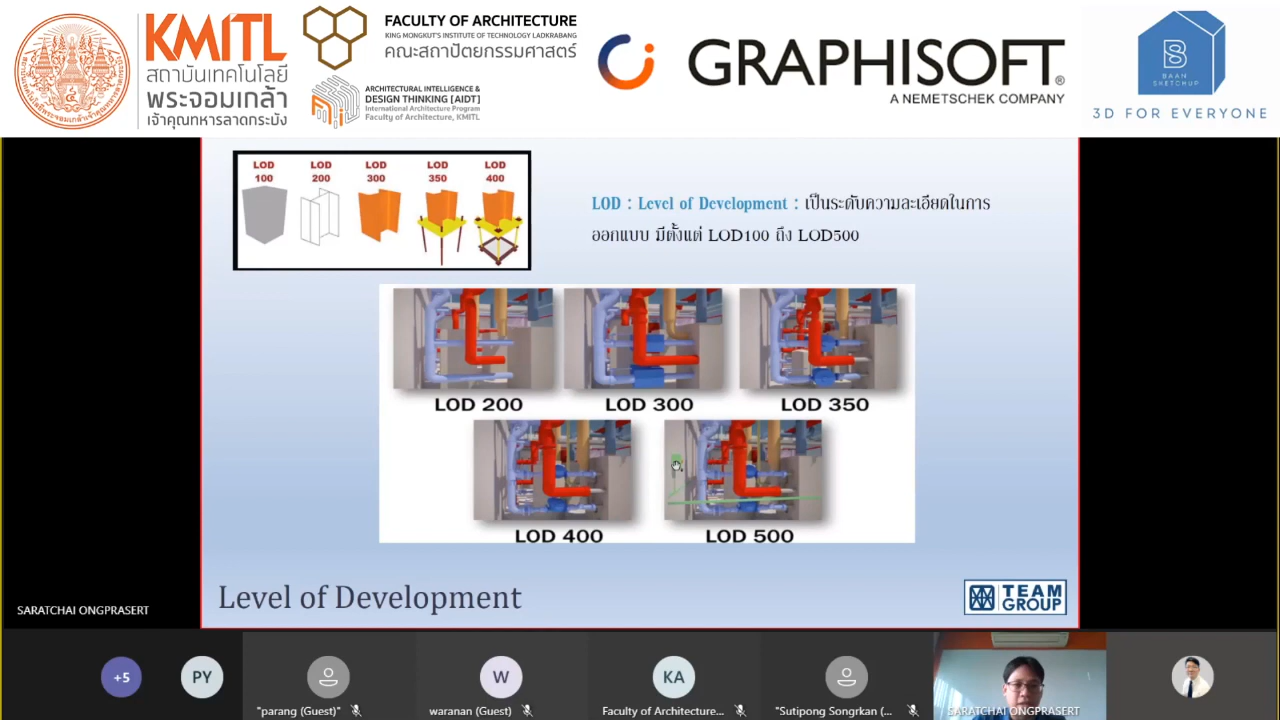 KMITL
สถาบันเทคโนโลยี
พระจอมเกล้า
เจ้าคุณทหารลาดกระบัง
FACULTY OF ARCHITECTURE
KING MONGKUT'S INSTITUTE OF TECHNOLOGY LADKRABANG
คณะสถาปัตยกรรมศาสตร์
ARCHITECTURAL INTELLIGENCE &
DESIGN THINKING [AIDT]
International Architecture Program
Faculty of Architecture, KMITL
GRAPHISOFT®
A NEMETSCHEK COMPANY
BAAN
SKETCHUP
3D FOR EVERYONE
LOD 100
LOD 200
LOD 300
LOD 350
LOD 400
LOD : Level of Development : เป็นระดับความละเอียดในการ
ออกแบบ มีตั้งแต่ LOD100 ถึง LOD500
LOD 200
LOD 300
LOD 350
LOD 400
LOD 500
Level of Development
TEAM
GROUP
SARATCHAI ONGPRASERT
+5
PY
"parang (Guest)"
W
waranan (Guest)
KA
Faculty of Architecture...
"Sutipong Songrkan (...
SARATCHAI ONGPRASERT